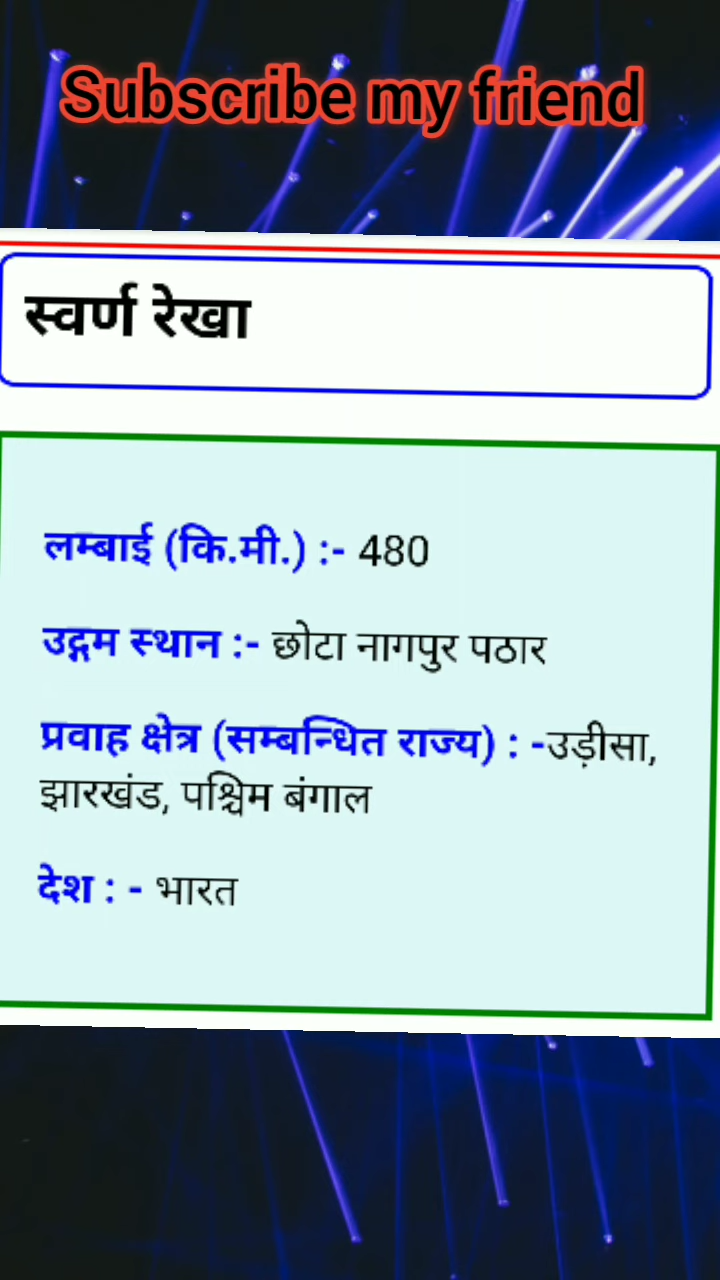 Subscribe my friend
स्वर्ण रेखा
लम्बाई (कि.मी.) :- 480
उद्गम स्थान :- छोटा नागपुर पठार
प्रवाह क्षेत्र (सम्बन्धित राज्य) : -उड़ीसा,
झारखंड, पश्चिम बंगाल
देश : - भारत